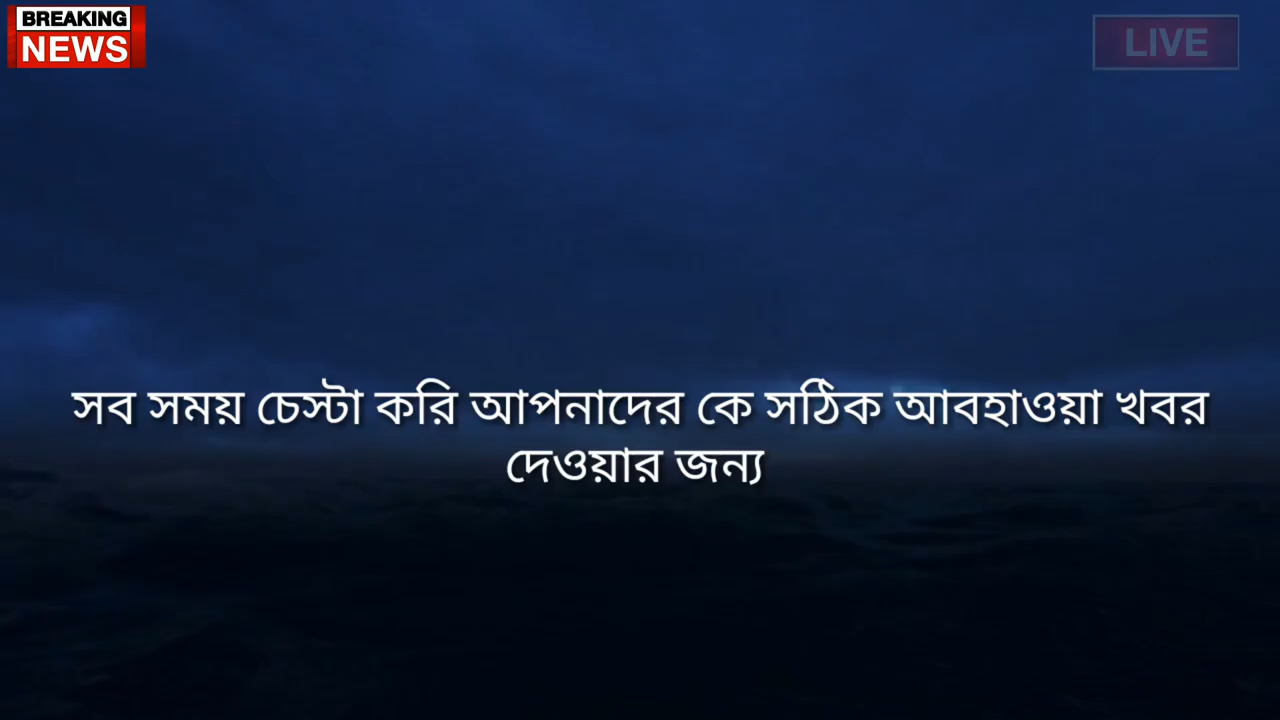 BREAKING
NEWS
LIVE
সব সময় চেস্টা করি আপনাদের কে সঠিক আবহাওয়া খবর
দেওয়ার জন্য